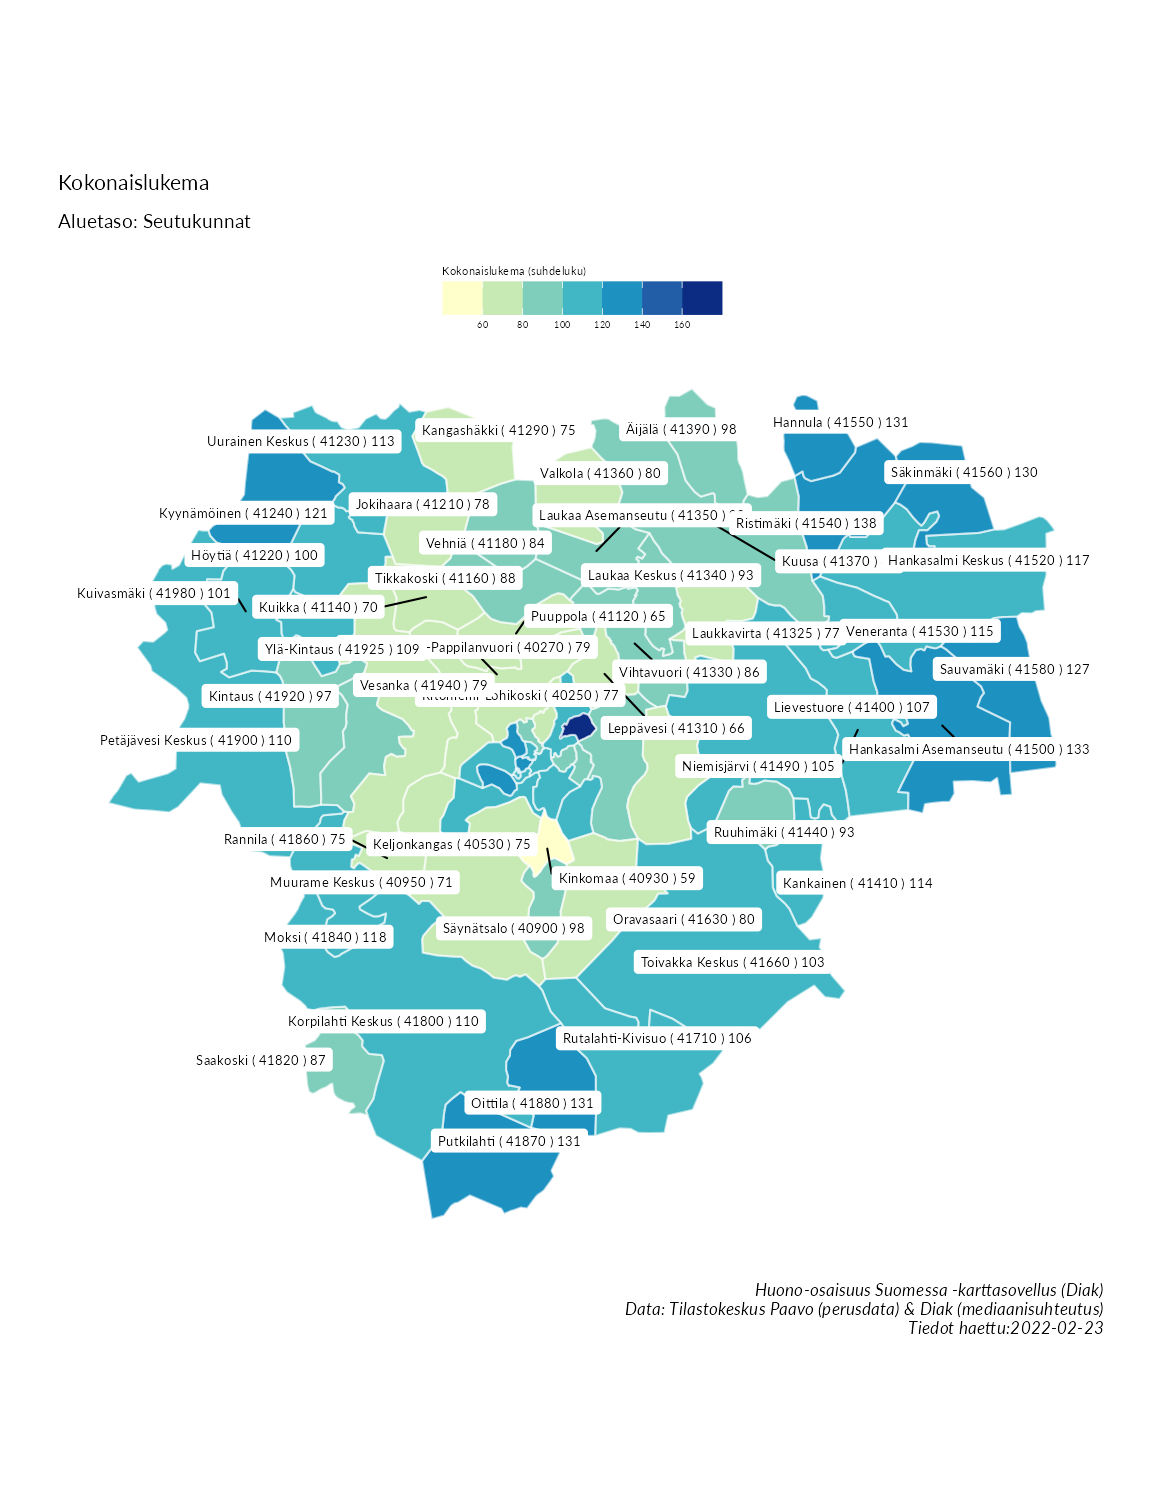 Kokonaislukema
Aluetaso: Seutukunnat
Kokonaislukema (suhdeluku)
60 80 100 120 140 160
Hannula ( 41550 ) 131
Äijälä ( 41390 ) 98
Kangashäkki ( 41290 ) 75
Uurainen Keskus ( 41230 ) 113
Säkinmäki ( 41560 ) 130
Valkola ( 41360 ) 80
Jokihaara ( 41210 ) 78
Kyynämöinen ( 41240 ) 121
Laukaa Asemanseutu ( 41350 )
Ristimäki ( 41540 ) 138
Vehniä ( 41180 ) 84
Höytiä ( 41220 ) 100
Kuusa ( 41370 )
Hankasalmi Keskus ( 41520 ) 117
Laukaa Keskus ( 41340 ) 93
Tikkakoski ( 41160 ) 88
Kuivasmäki ( 41980 ) 101
Kuikka ( 41140 ) 70
Puuppola ( 41120 ) 65
Laukkavirta ( 41325 ) 77
Veneranta ( 41530 ) 115
Ylä-Kintaus ( 41925 ) 109
-Pappilanvuori ( 40270 ) 79
Sauvamäki ( 41580 ) 127
Vihtavuori ( 41330 ) 86
Vesanka ( 41940 ) 79
Lohikoski ( 40250 ) 77
Kintaus ( 41920 ) 97
Lievestuore ( 41400 ) 107
Leppävesi ( 41310 ) 66
Petäjävesi Keskus ( 41900 ) 110
Hankasalmi Asemanseutu ( 41500 ) 133
Niemisjärvi ( 41490 ) 105
Ruuhimäki ( 41440 ) 93
Rannila ( 41860 ) 75
Keljonkangas ( 40530 ) 75
Kinkomaa ( 40930 ) 59
Muurame Keskus ( 40950 ) 71
Kankainen ( 41410 ) 114
Oravasaari ( 41630 ) 80
Säynätsalo ( 40900 ) 98
Moksi ( 41840 ) 118
Toivakka Keskus ( 41660 ) 103
Korpilahti Keskus ( 41800 ) 110
Rutalahti-Kivisuo ( 41710 ) 106
Saakoski ( 41820 ) 87
Oittila ( 41880 ) 131
Putkilahti ( 41870 ) 131
Huono-osaisuus Suomessa -karttasovellus (Diak)
Data: Tilastokeskus Paavo (perusdata) & Diak (mediaanisuhteutus)
Tiedot haettu:2022-02-23